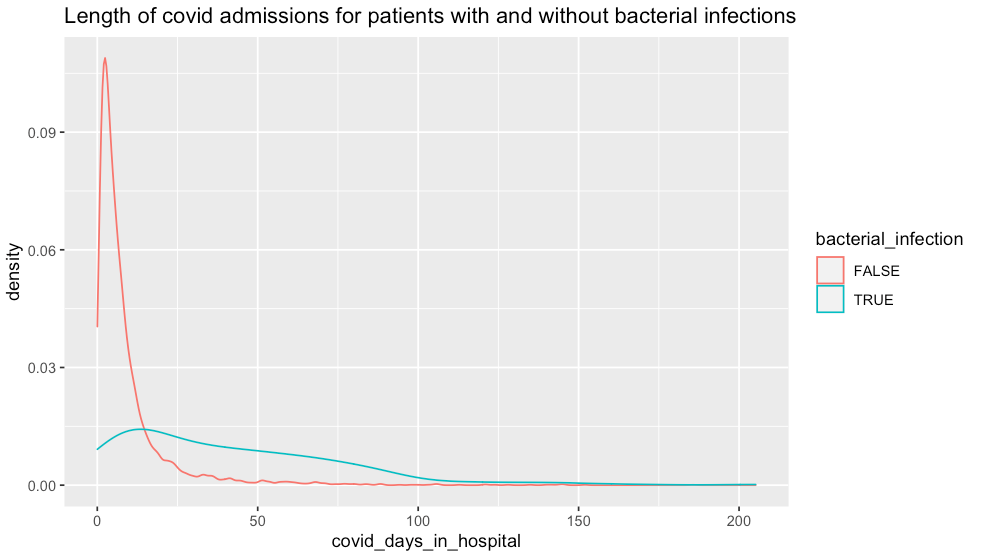 Length of covid admissions for patients with and without bacterial infections
0.09
0.06
0.03
0.00
density
0 50 100 150 200
covid_days_in_hospital
bacterial_infection
FALSE
TRUE